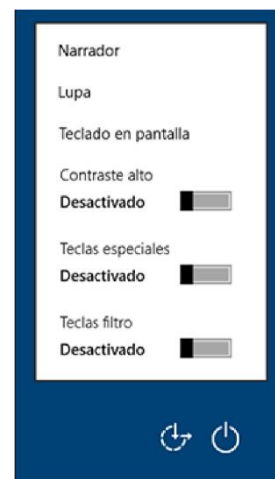 Narrador
Lupa
Teclado en pantalla
Contraste alto
Desactivado
Teclas especiales
Desactivado
Teclas filtro
Desactivado